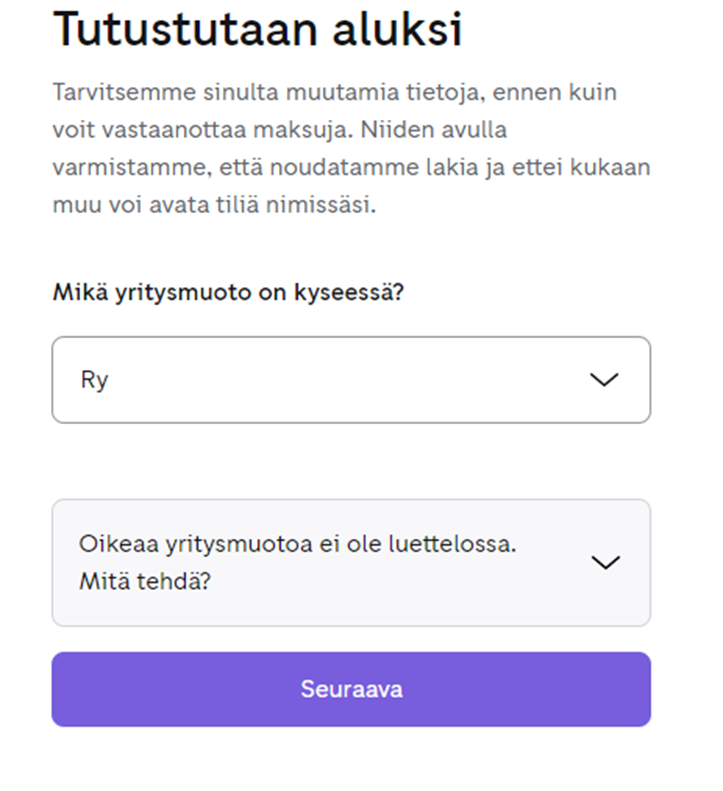 Tutustutaan aluksi
Tarvitsemme sinulta muutamia tietoja, ennen kuin
voit vastaanottaa maksuja. Niiden avulla
varmistamme, että noudatamme lakia ja ettei kukaan
muu voi avata tiliä nimissäsi.
Mikä yritysmuoto on kyseessä?
Ry
Oikeaa yritysmuotoa ei ole luettelossa.
Mitä tehdä?
Seuraava